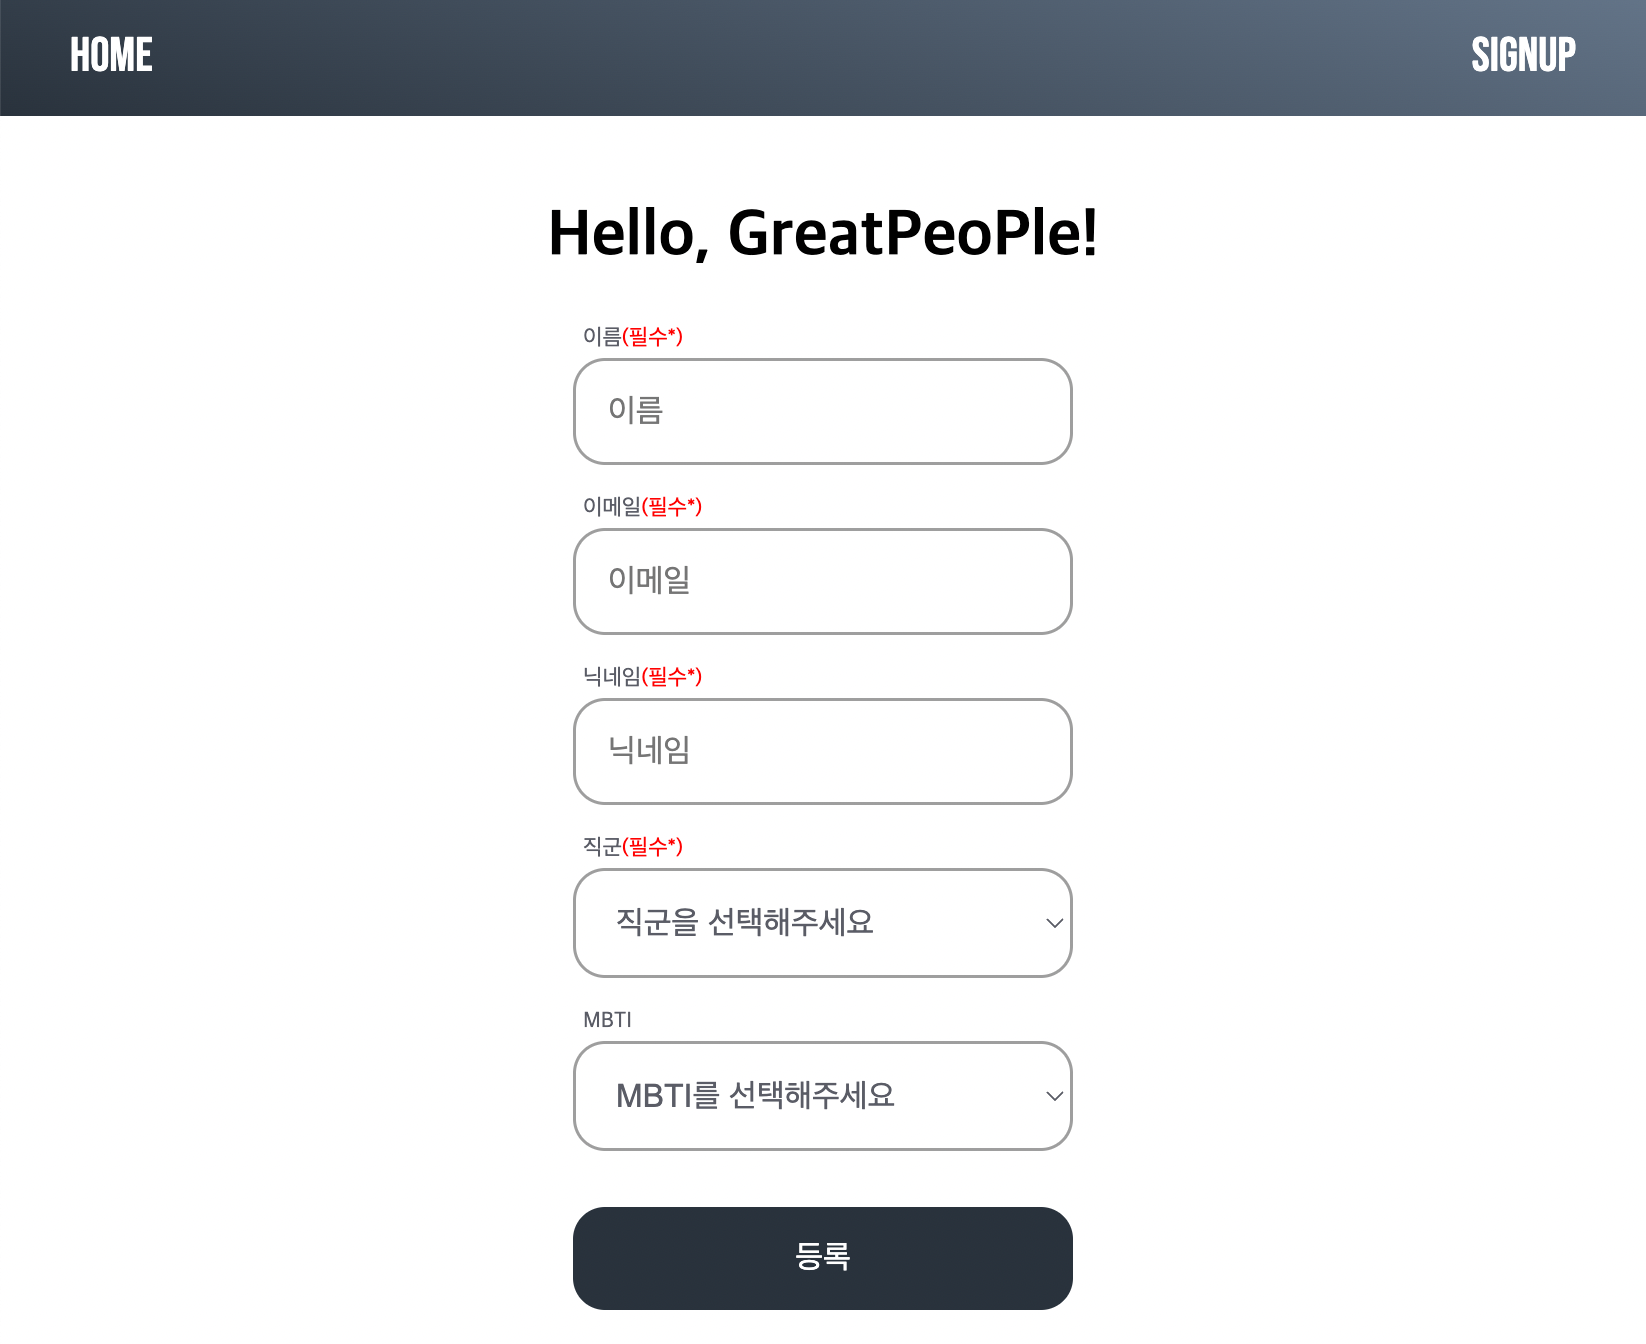 HOME
SIGNUP
Hello, GreatPeoPle!
이름(필수*)
이름
이메일(필수*)
이메일
닉네임(필수*)
닉네임
직군(필수*)
직군을 선택해주세요
MBTI
MBTI를 선택해주세요
등록